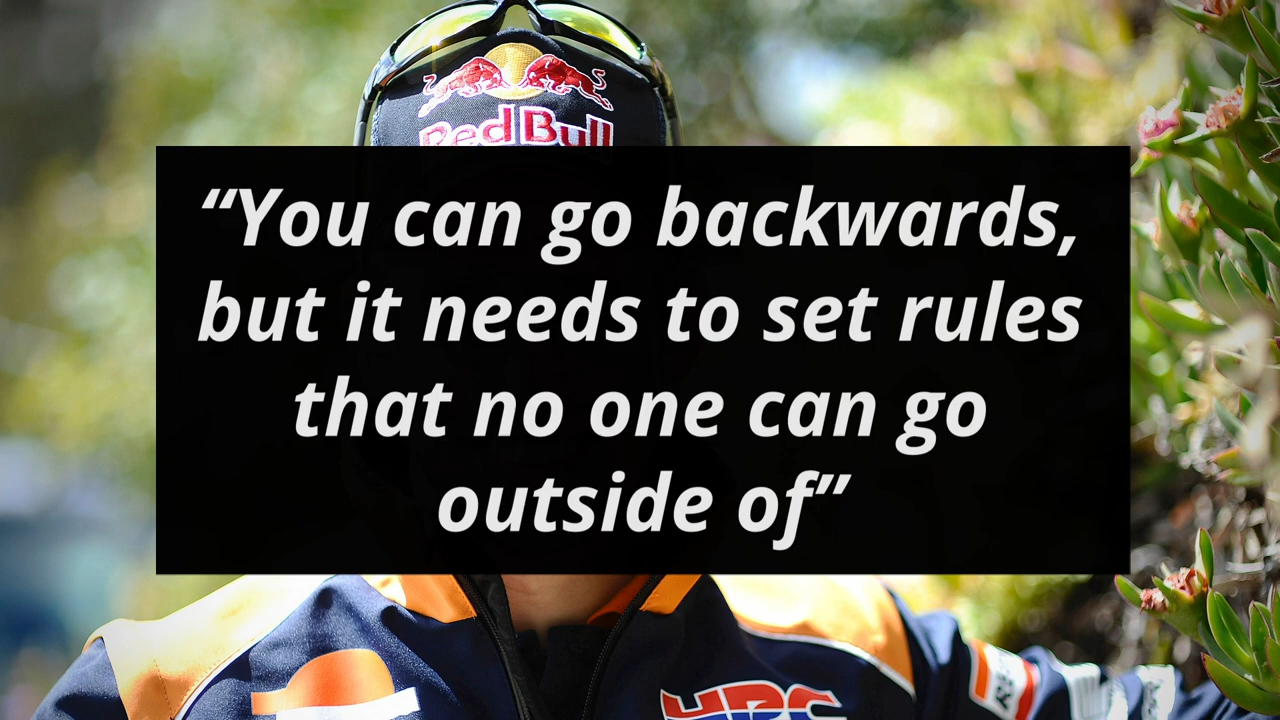 Red Bull
“You can go backwards,
but it needs to set rules
that no one can go
outside of”
HRC